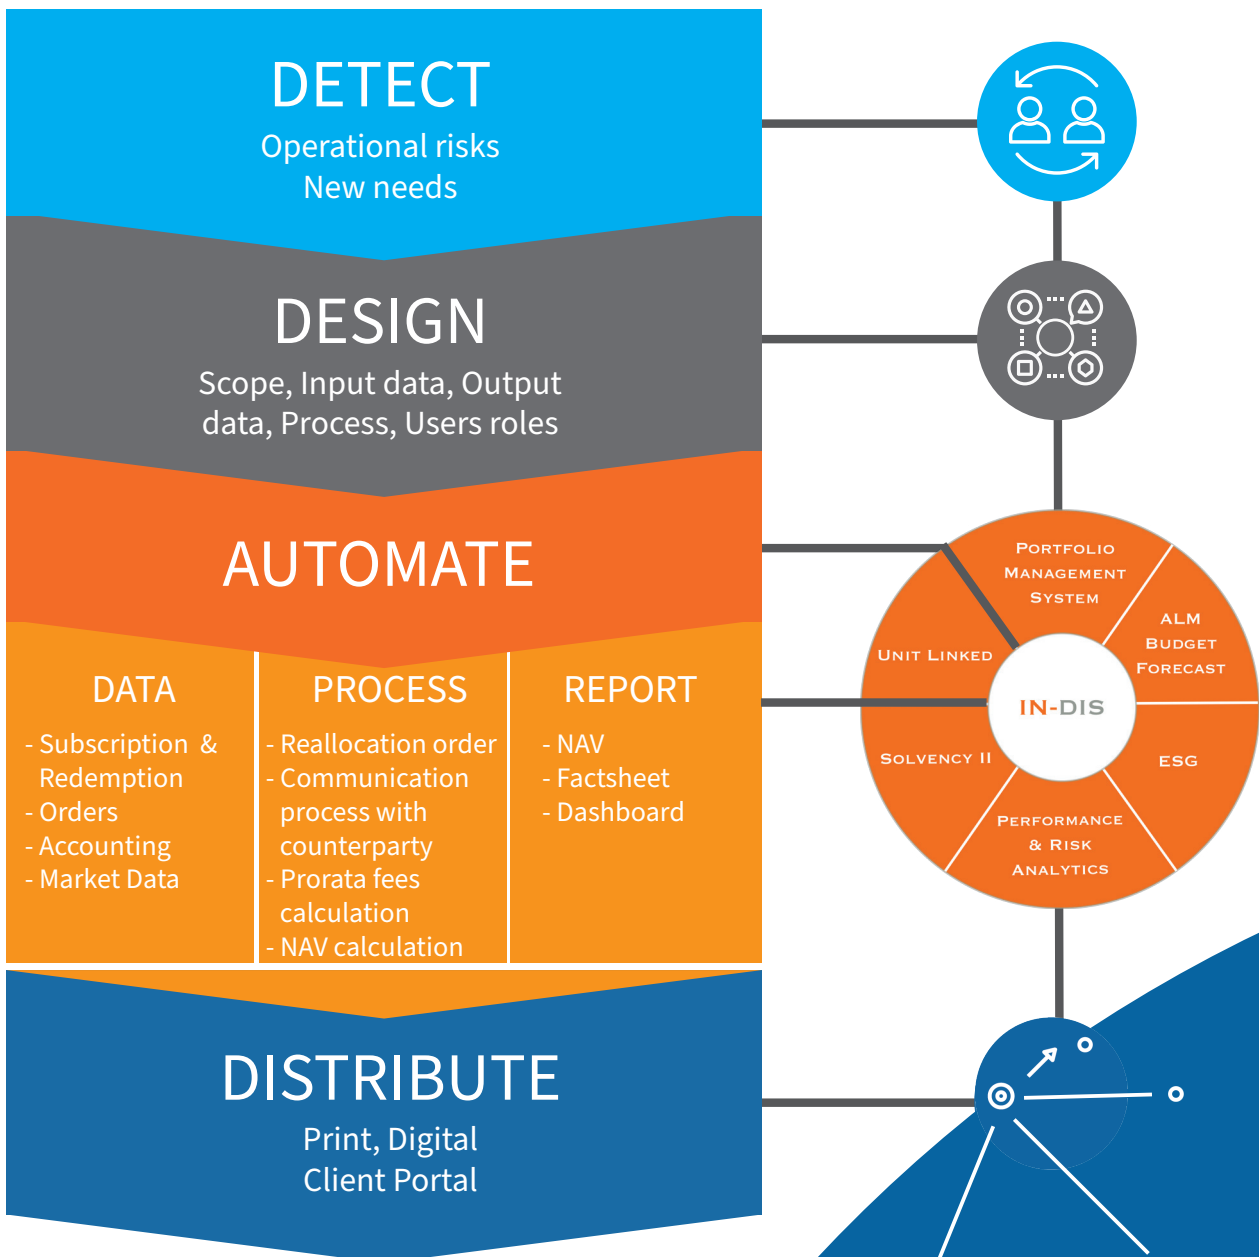 DETECT
Operational risks
New needs
DESIGN
Scope, Input data, Output
data, Process, Users roles
AUTOMATE
DATA
- Subscription &
Redemption
- Orders
- Accounting
- Market Data
PROCESS
- Reallocation order
- Communication
process with
counterparty
- Prorata fees
calculation
- NAV calculation
REPORT
- NAV
- Factsheet
- Dashboard
DISTRIBUTE
Print, Digital
Client Portal
PORTFOLIO
MANAGEMENT
SYSTEM
ALM
BUDGET
FORECAST
UNIT LINKED
IN-DIS
SOLVENCY II
ESG
PERFORMANCE
& RISK
ANALYTICS